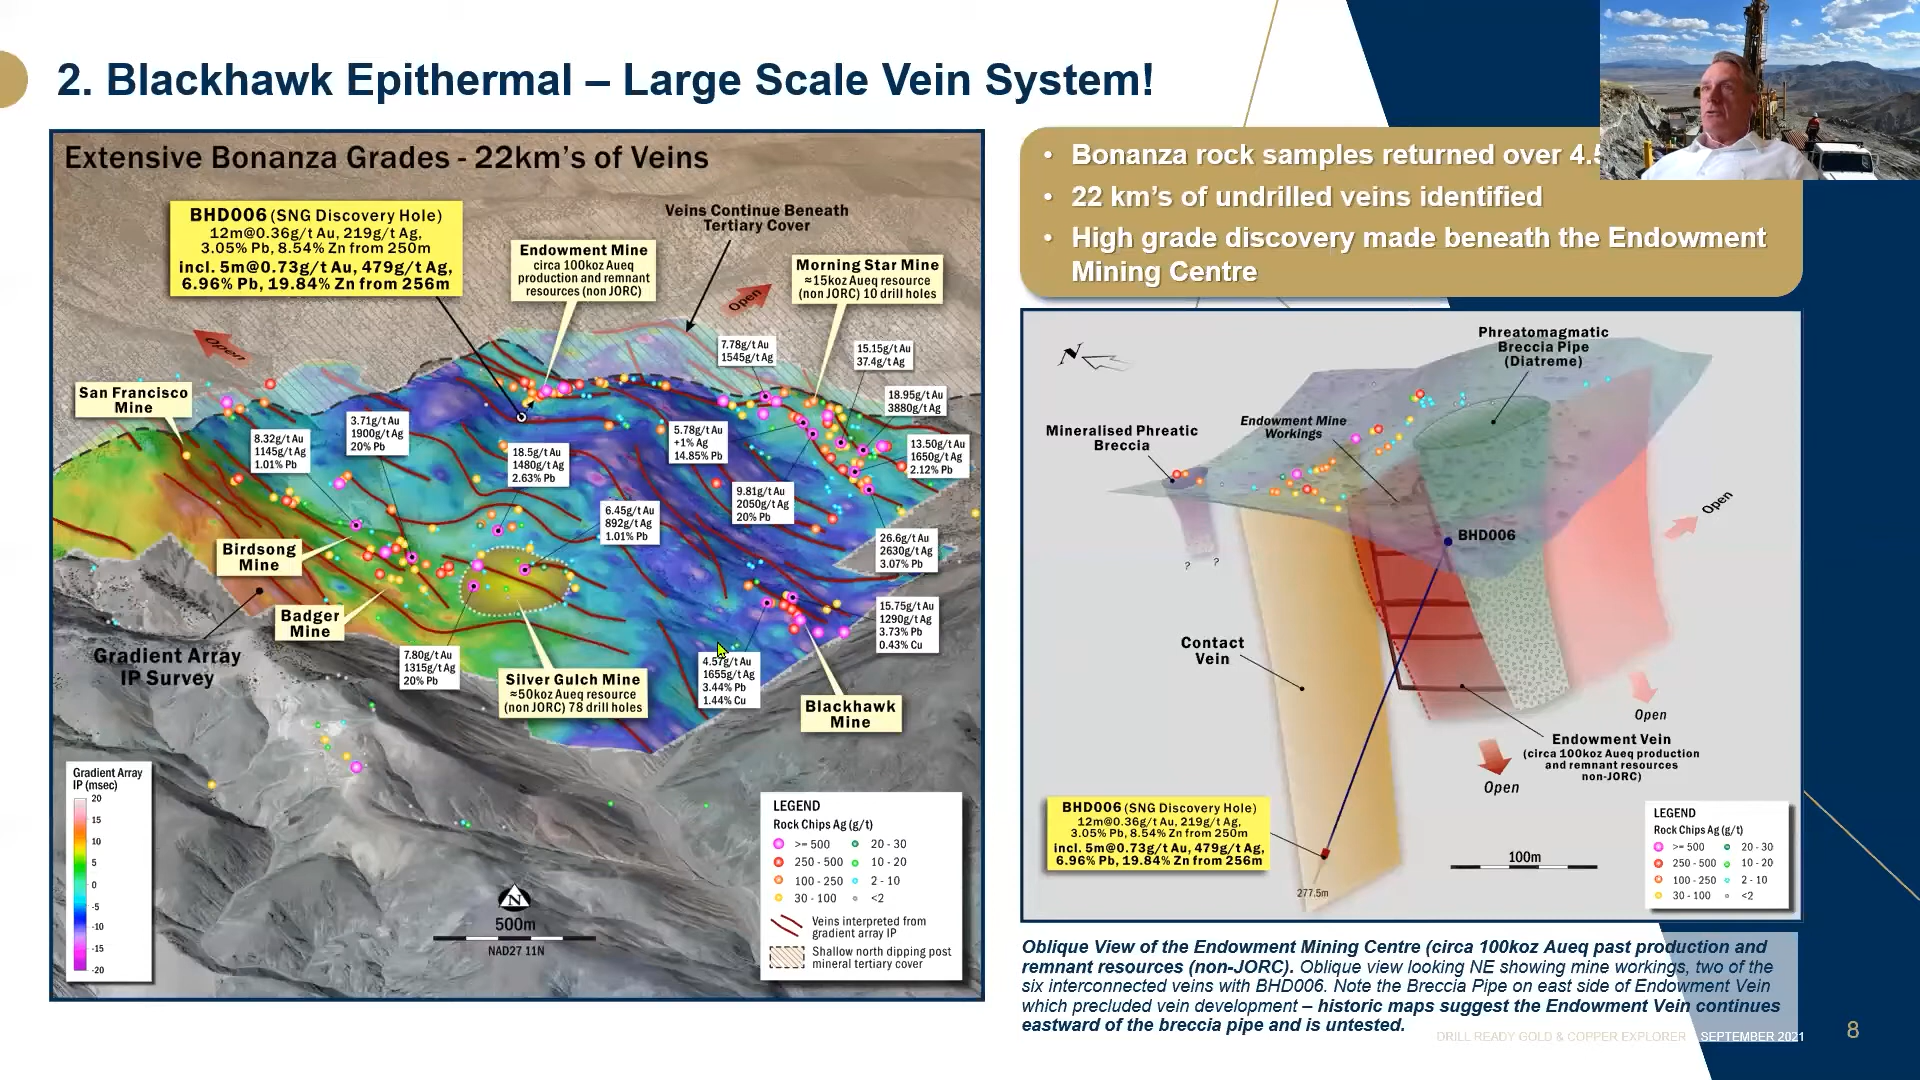 2. Blackhawk Epithermal – Large Scale Vein System!
Extensive Bonanza Grades - 22km's of Veins
BHD006 (SNG Discovery Hole)
12m@0.36g/t Au, 219g/t Ag,
3.05% Pb, 8.54% Zn from 250m
incl. 5m@0.73g/t Au, 479g/t Ag,
6.96% Pb, 19.84% Zn from 256m
Veins Continue Beneath
Tertiary Cover
Endowment Mine
circa 100koz Aueq
production and remnant
resources (non JORC)
Morning Star Mine
≈15koz Aueq resource
(non JORC) 10 drill holes
Open
Open
7.78g/t Au
1545g/t Ag
15.15g/t Au
37.4g/t Ag
San Francisco
Mine
18.95g/t Au
3880g/t Ag
3.71g/t Au
1900g/t Ag
20% Pb
8.32g/t Au
1145g/t Ag
1.01% Pb
5.78g/t Au
+1% Ag
14.85% Pb
13.50g/t Au
1650g/t Ag
2.12% Pb
18.5g/t Au
1480g/t Ag
2.63% Pb
9.81g/t Au
2050g/t Ag
20% Pb
6.45g/t Au
892g/t Ag
1.01% Pb
26.6g/t Au
2630g/t Ag
3.07% Pb
Birdsong
Mine
Badger
Mine
15.75g/t Au
1290g/t Ag
3.73% Pb
0.43% Cu
Gradient Array
IP Survey
7.80g/t Au
1315g/t Ag
20% Pb
Silver Gulch Mine
≈50koz Aueq resource
(non JORC) 78 drill holes
4.57g/t Au
1655g/t Ag
3.44% Pb
1.44% Cu
Blackhawk
Mine
Gradient Array
IP (msec)
20
15
10
5
0
-5
-10
-15
-20
N
500m
NAD27 11N
LEGEND
Rock Chips Ag (g/t)
>= 500 20 - 30
250 - 500 10 - 20
100 - 250 2 - 10
30 - 100 <2
Veins interpreted from
gradient array IP
Shallow north dipping post
mineral tertiary cover
• Bonanza rock samples returned over 4.5
• 22 km's of undrilled veins identified
• High grade discovery made beneath the Endowment
Mining Centre
N
Phreatomagmatic
Breccia Pipe
(Diatreme)
Endowment Mine
Workings
Mineralised Phreatic
Breccia
Open
BHD006
? ?
Contact
Vein
Open
Endowment Vein
(circa 100koz Aueq production
and remnant resources
non-JORC)
Open
BHD006 (SNG Discovery Hole)
12m@0.36g/t Au, 219g/t Ag,
3.05% Pb, 8.54% Zn from 250m
incl. 5m@0.73g/t Au, 479g/t Ag,
6.96% Pb, 19.84% Zn from 256m
277.5m
100m
LEGEND
Rock Chips Ag (g/t)
>= 500 20 - 30
250 - 500 10 - 20
100 - 250 2 - 10
30 - 100 <2
Oblique View of the Endowment Mining Centre (circa 100koz Aueq past production and
remnant resources (non-JORC). Oblique view looking NE showing mine workings, two of the
six interconnected veins with BHD006. Note the Breccia Pipe on east side of Endowment Vein
which precluded vein development – historic maps suggest the Endowment Vein continues
eastward of the breccia pipe and is untested.
DRILL READY GOLD & COPPER EXPLORER SEPTEMBER 2021
8